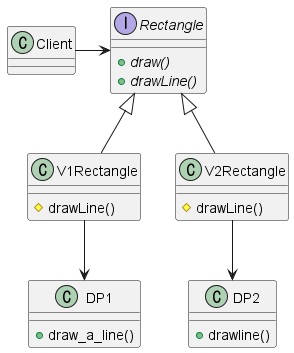 C Client
I Rectangle
draw()
drawLine()
C V1Rectangle
drawLine()
C V2Rectangle
drawLine()
C DP1
draw_a_line()
C DP2
drawline()